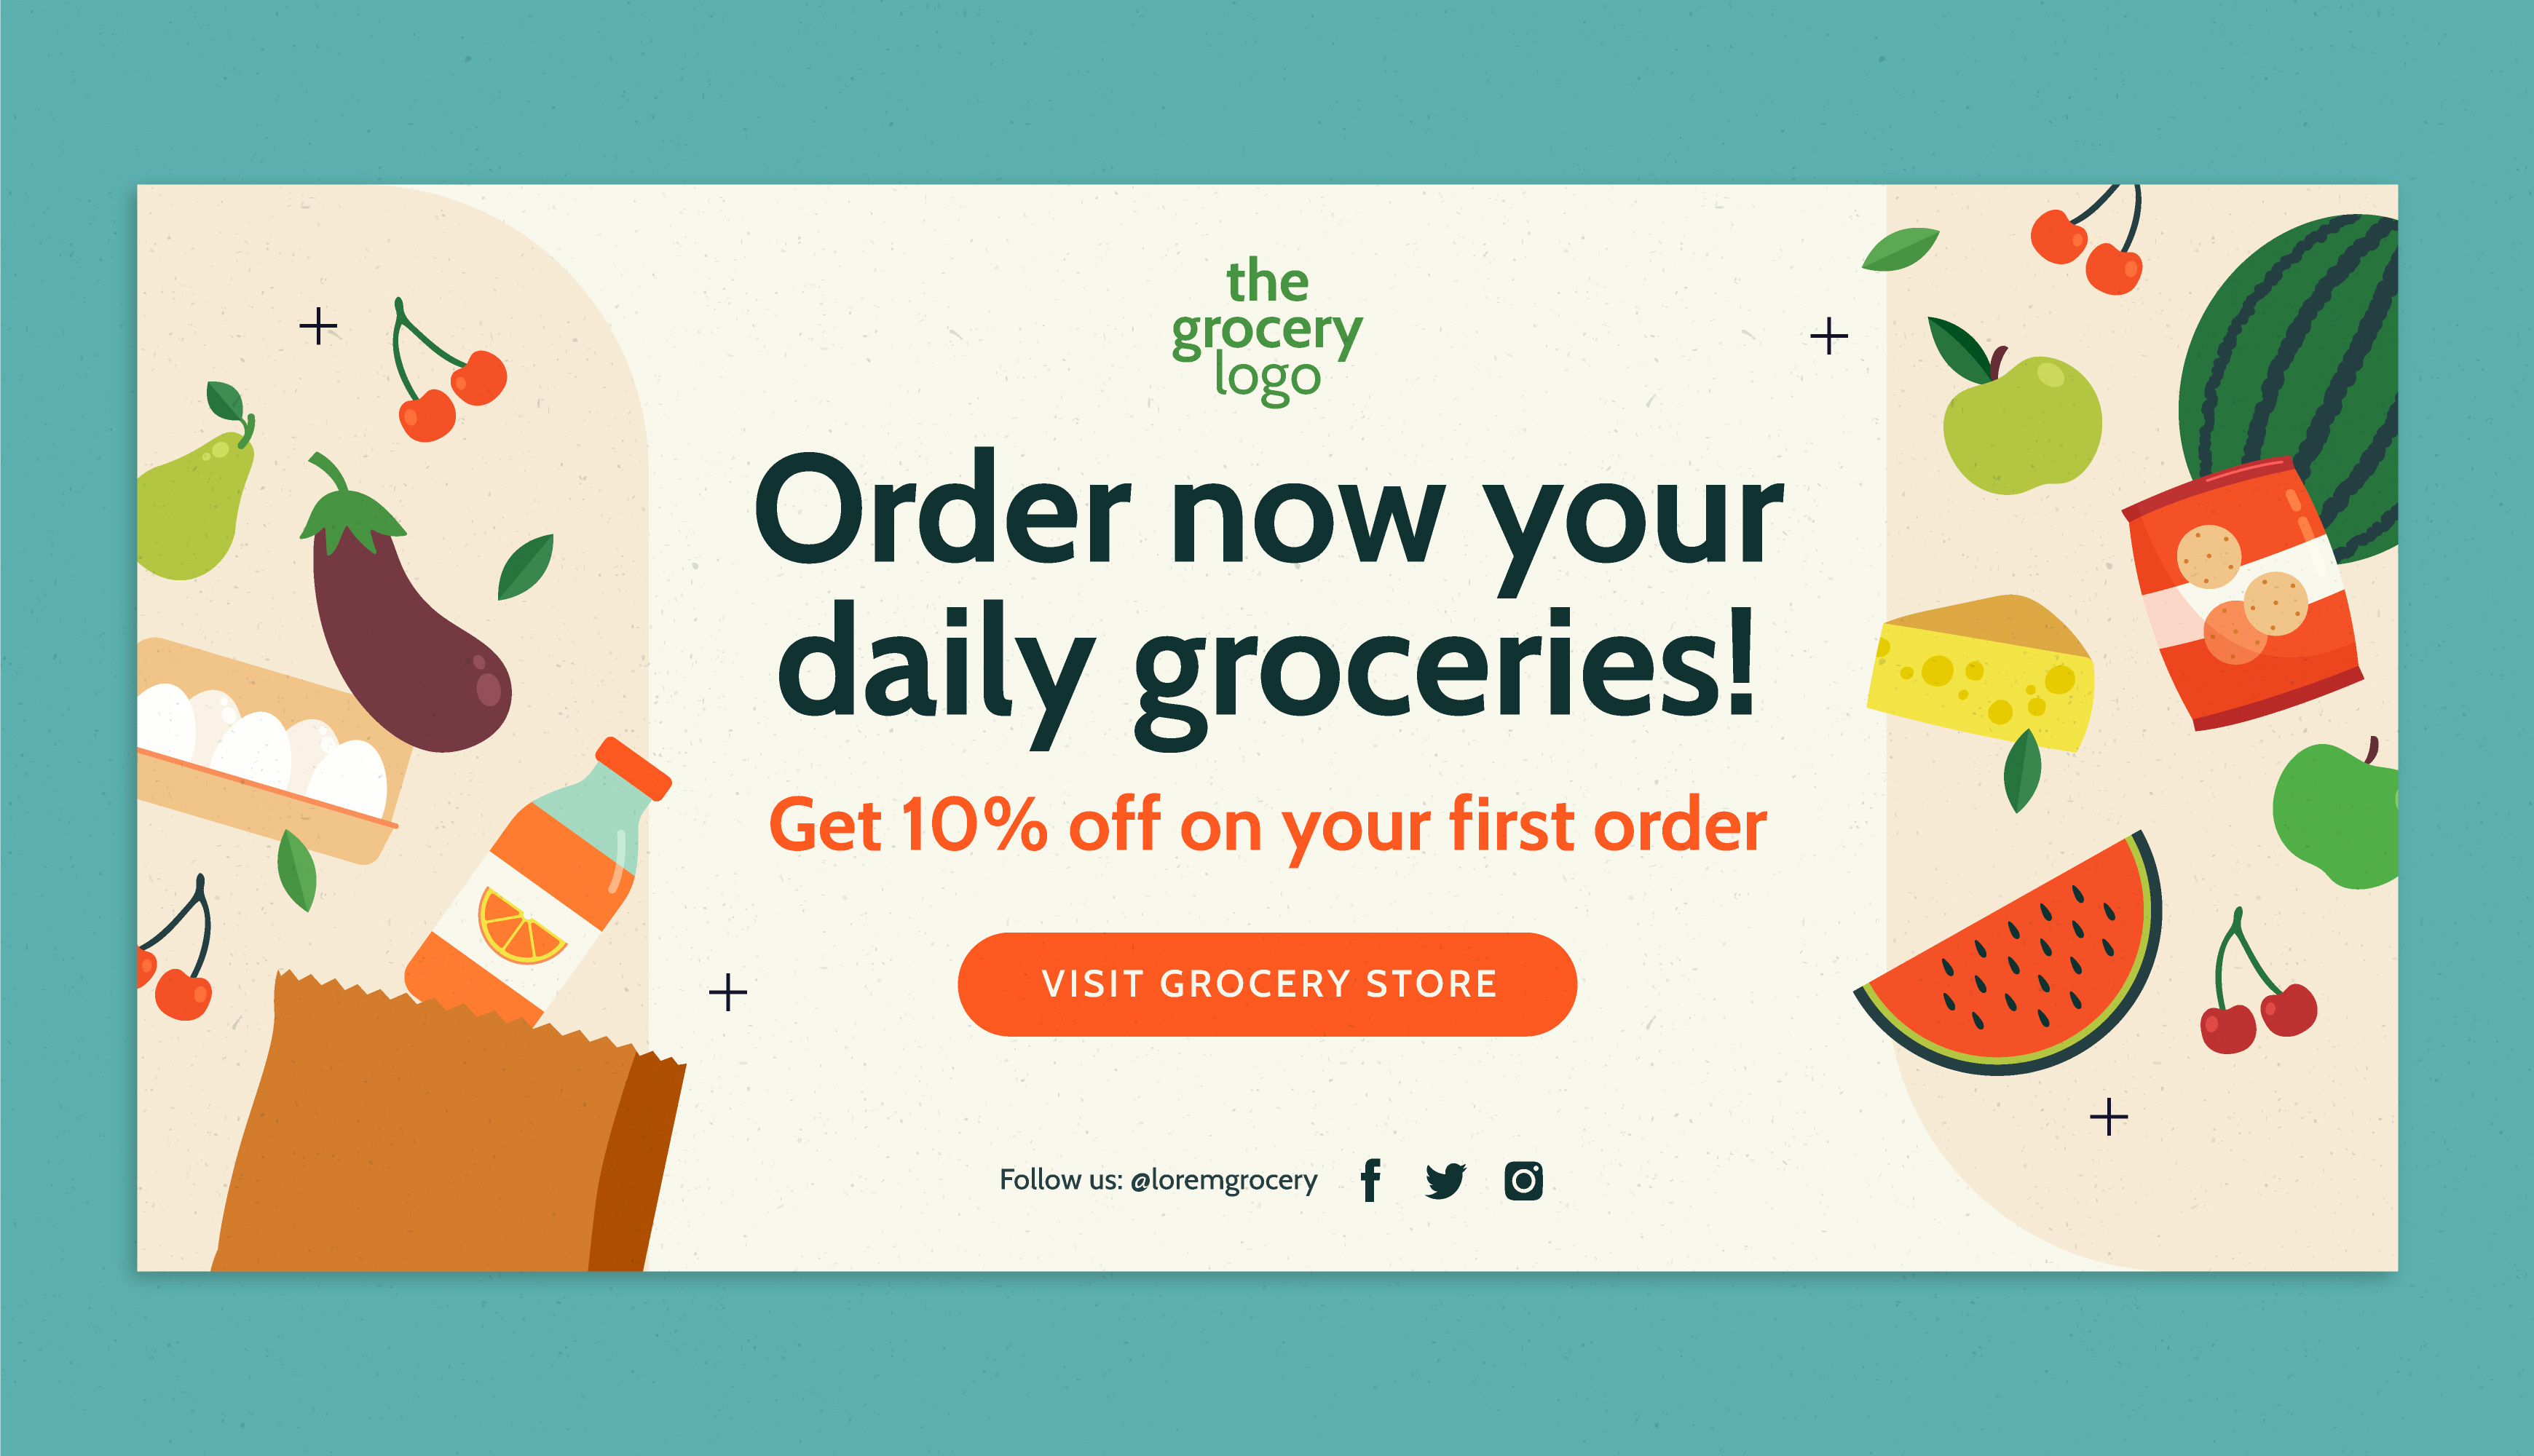 the
grocery
logo
Order now your
daily groceries!
Get 10% off on your first order
VISIT GROCERY STORE
Follow us: @loremgrocery